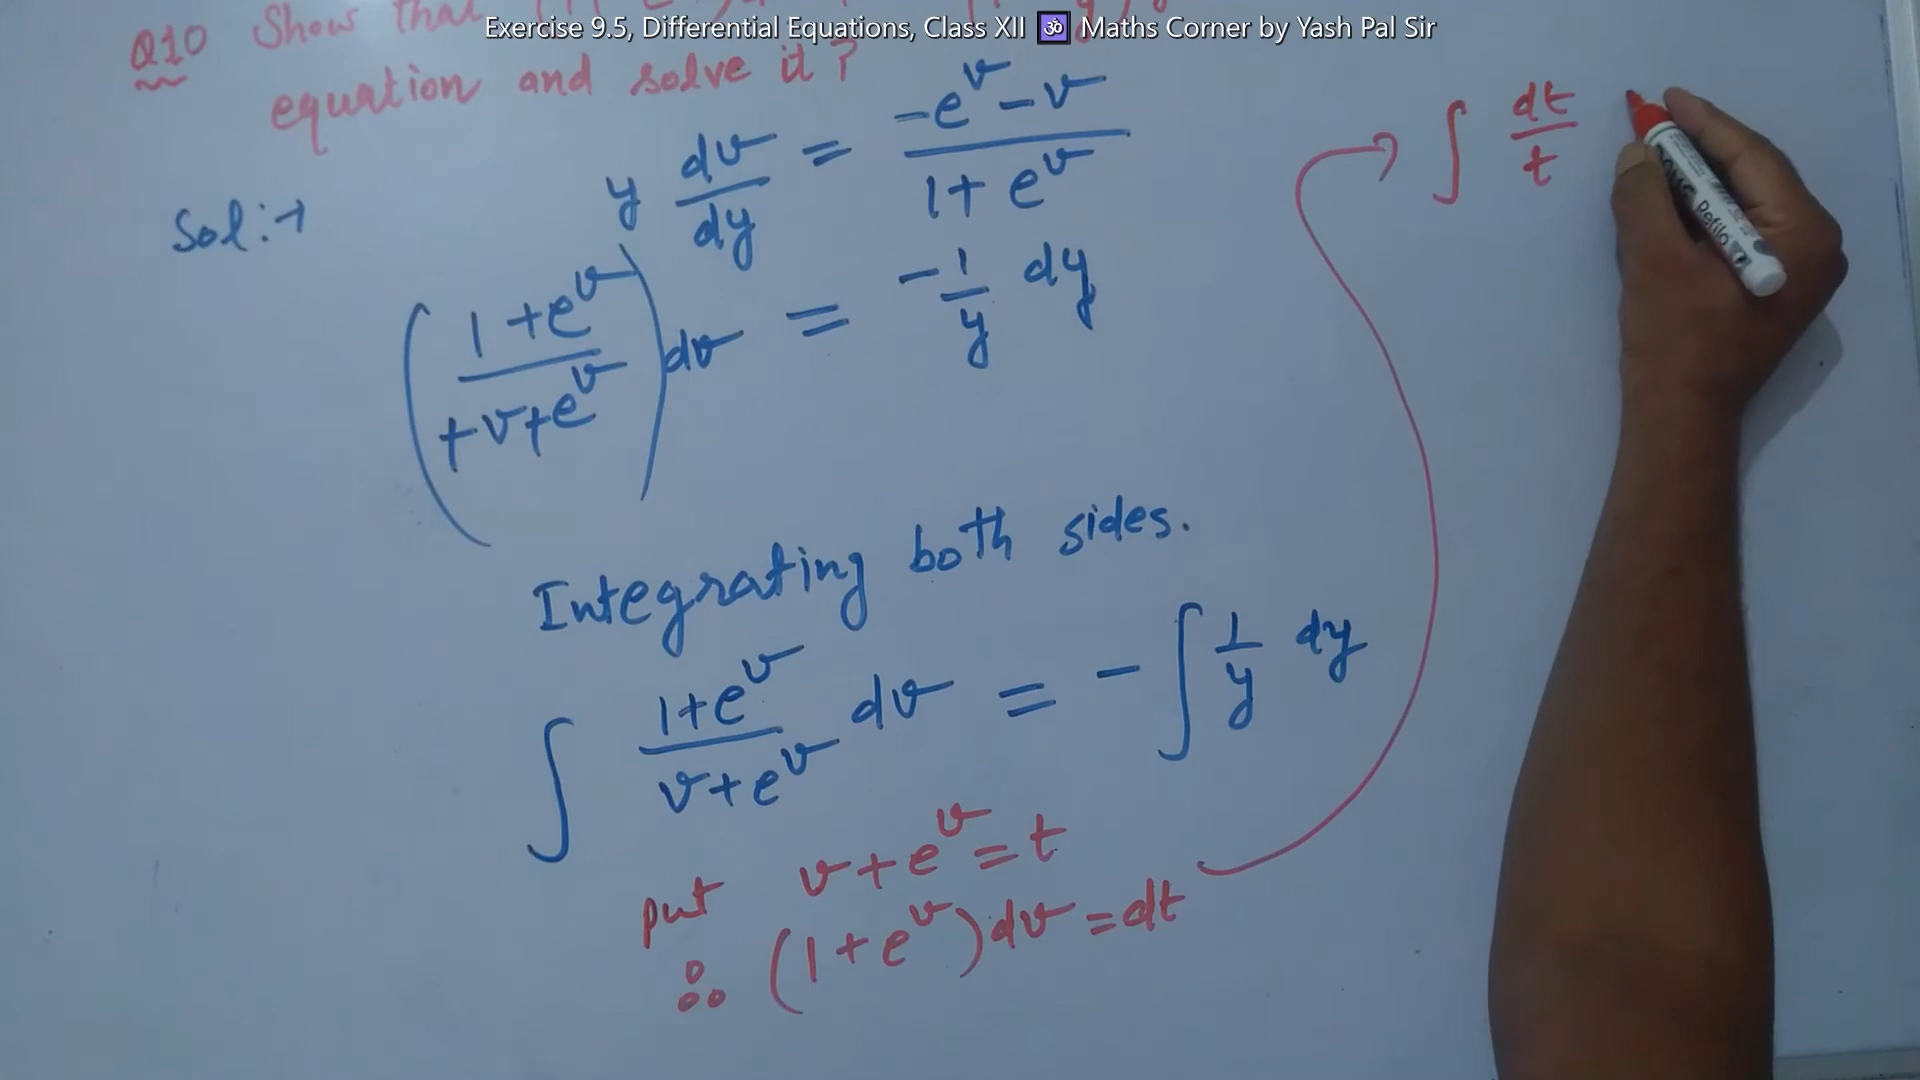 Exercise 9.5, Differential Equations, Class XII 🕉 Maths Corner by Yash Pal Sir
Q10 Show that
equation and solve it?
Sol:→
y dv/dy = (-e^v - v)/(1 + e^v)
((1 + e^v)/(+v + e^v)) dv = -1/y dy
Integrating both sides.
∫ (1+e^v)/(v+e^v) dv = -∫ 1/y dy
put v + e^v = t
∴ (1 + e^v) dv = dt
∫ dt/t
Refilo